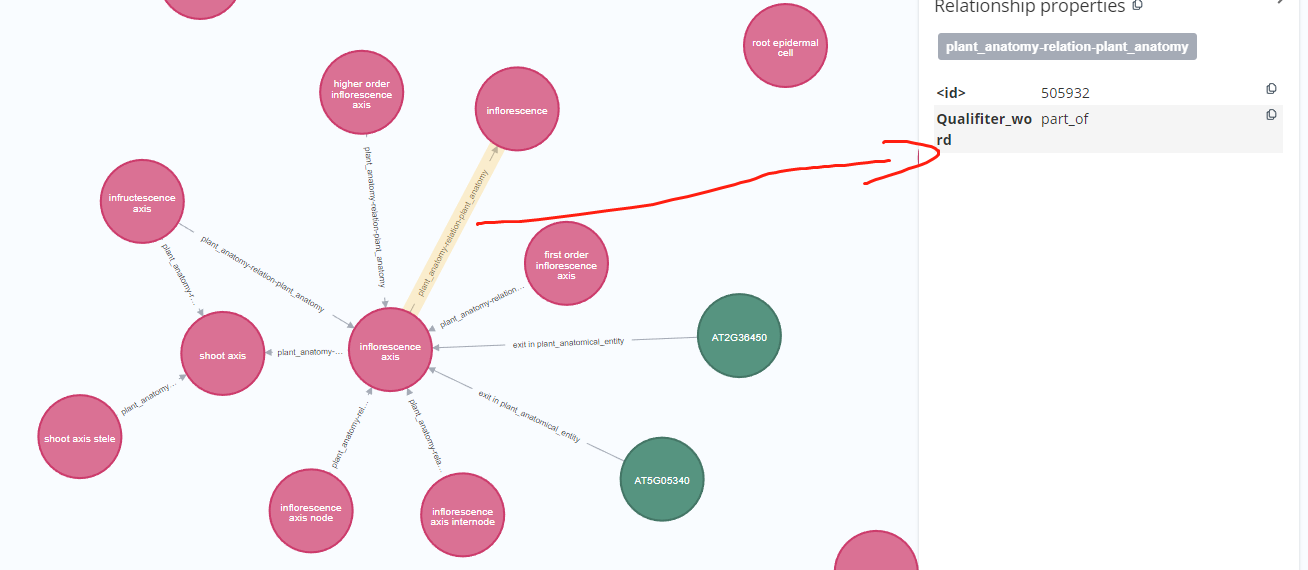 Relationship properties
plant_anatomy-relation-plant_anatomy
<id> 505932
Qualifiter_wo part_of
rd
root epidermal
cell
higher order
inflorescence
axis
inflorescence
plant_anatomy-relation-plant_anatomy
plant_anatomy-relation-plant_anatomy
infructescence
axis
plant_anatomy-r...
plant_anatomy-relation-plant_anatomy
first order
inflorescence
axis
plant_anatomy-relation...
shoot axis
plant_anatomy-...
inflorescence
axis
exit in plant_anatomical_entity
AT2G36450
plant_anatomy...
shoot axis stele
plant_anatomy-rel...
plant_anatomy-rela...
exit in plant_anatomical_entity
AT5G05340
inflorescence
axis node
inflorescence
axis internode